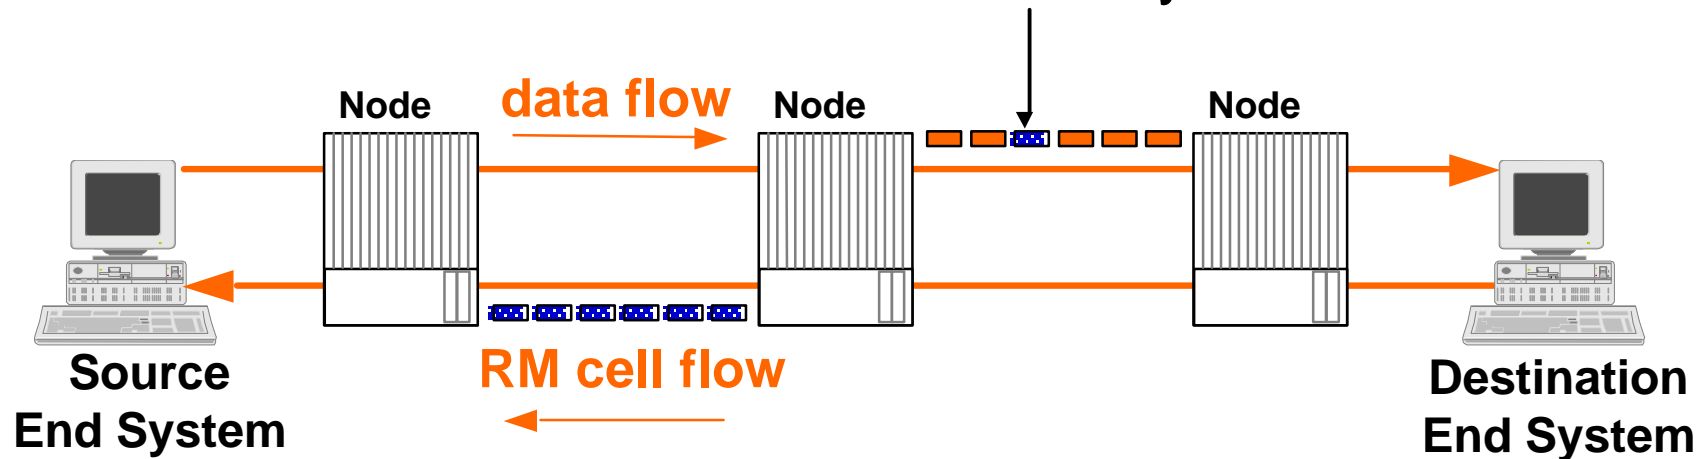 Node
data flow
Node
Node
RM cell flow
Source
End System
Destination
End System